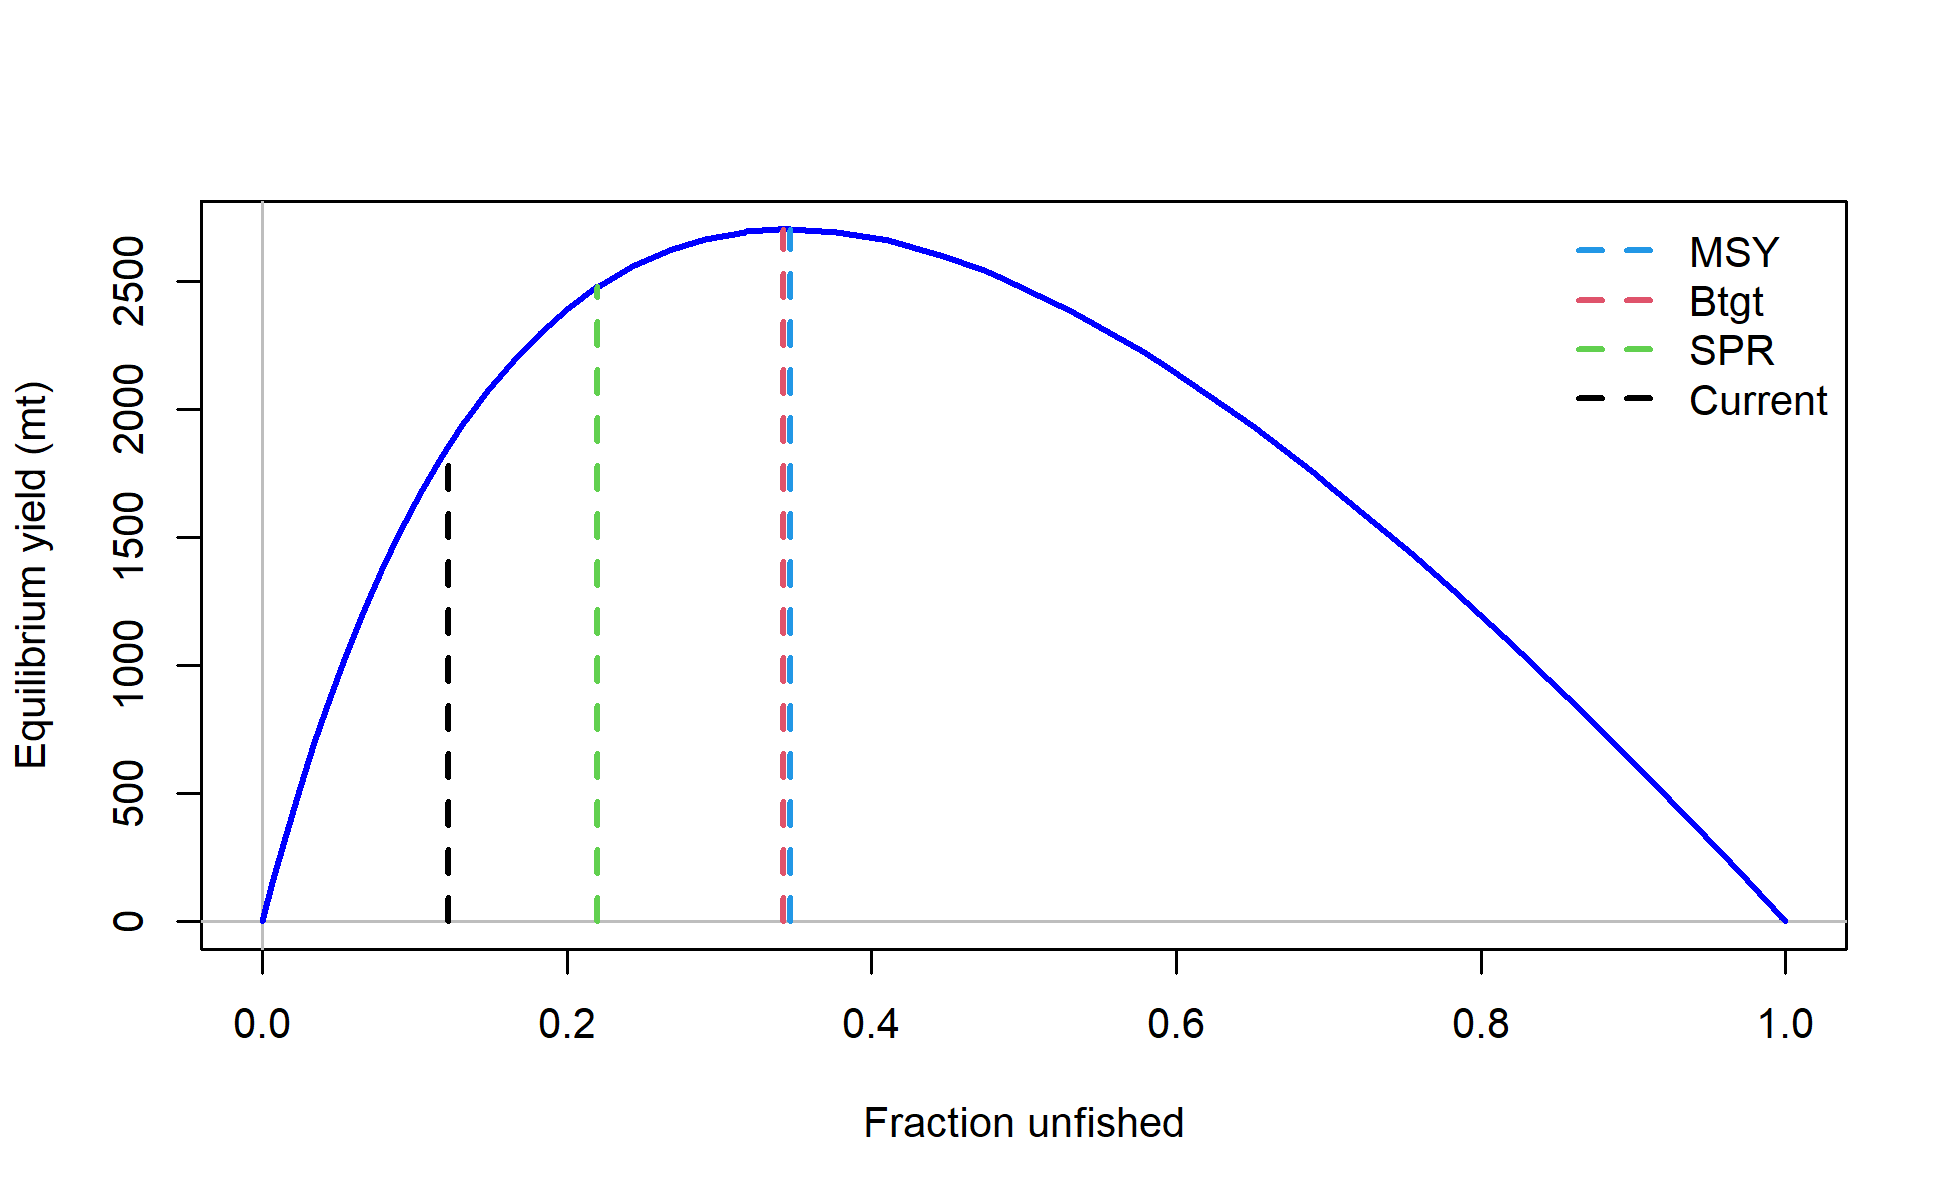 MSY
Btgt
SPR
Current
Equilibrium yield (mt)
2500
2000
1500
1000
500
0
0.0 0.2 0.4 0.6 0.8 1.0
Fraction unfished